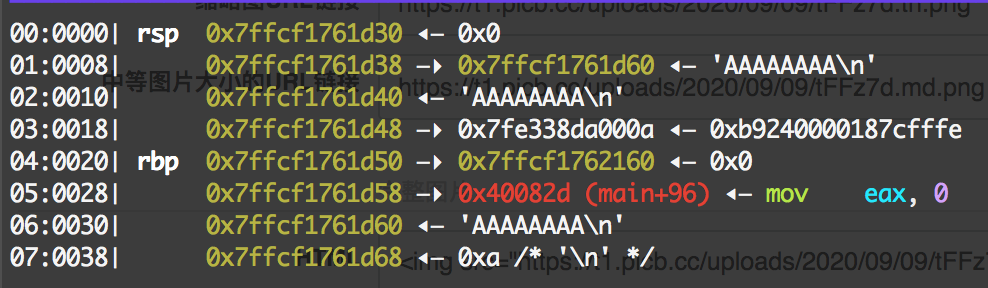 缩略图URL链接 https://t1.picb.cc/uploads/2020/09/09/tFFz7d.th.png
00:0000| rsp 0x7ffcf1761d30 ◂— 0x0
01:0008| 0x7ffcf1761d38 —▸ 0x7ffcf1761d60 ◂— 'AAAAAAAA\n'
中等图片大小的URL链接 https://t1.picb.cc/uploads/2020/09/09/tFFz7d.md.png
02:0010| 0x7ffcf1761d40 ◂— 'AAAAAAAA\n'
03:0018| 0x7ffcf1761d48 —▸ 0x7fe338da000a ◂— 0xb9240000187cfffe
04:0020| rbp 0x7ffcf1761d50 —▸ 0x7ffcf1762160 ◂— 0x0
05:0028| 0x7ffcf1761d58 —▸ 0x40082d (main+96) ◂— mov eax, 0
06:0030| 0x7ffcf1761d60 ◂— 'AAAAAAAA\n'
07:0038| 0x7ffcf1761d68 ◂— 0xa /* '\n' */
<img src="https://t1.picb.cc/uploads/2020/09/09/tFFz